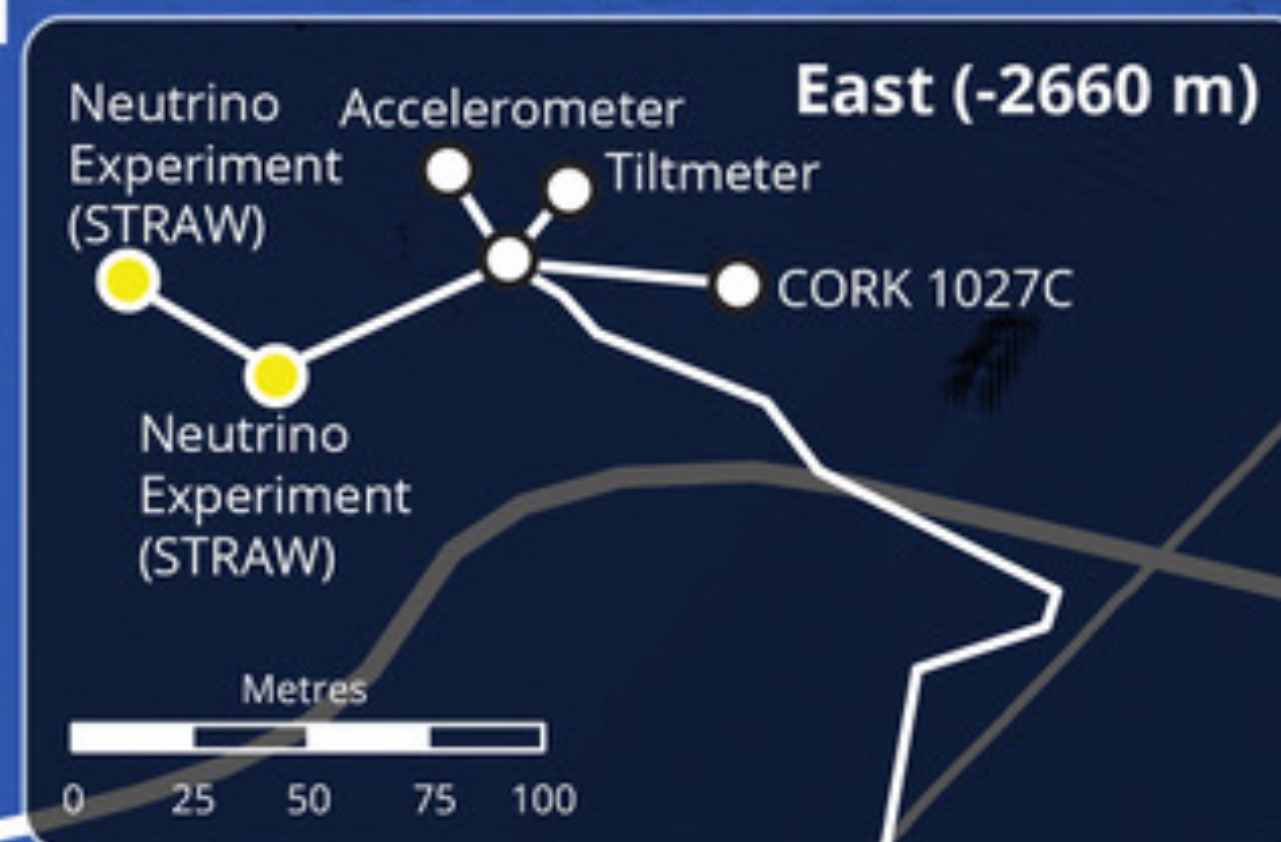 East (-2660 m)
Neutrino
Experiment
(STRAW)
Accelerometer
Tiltmeter
CORK 1027C
Neutrino
Experiment
(STRAW)
Metres
0 25 50 75 100